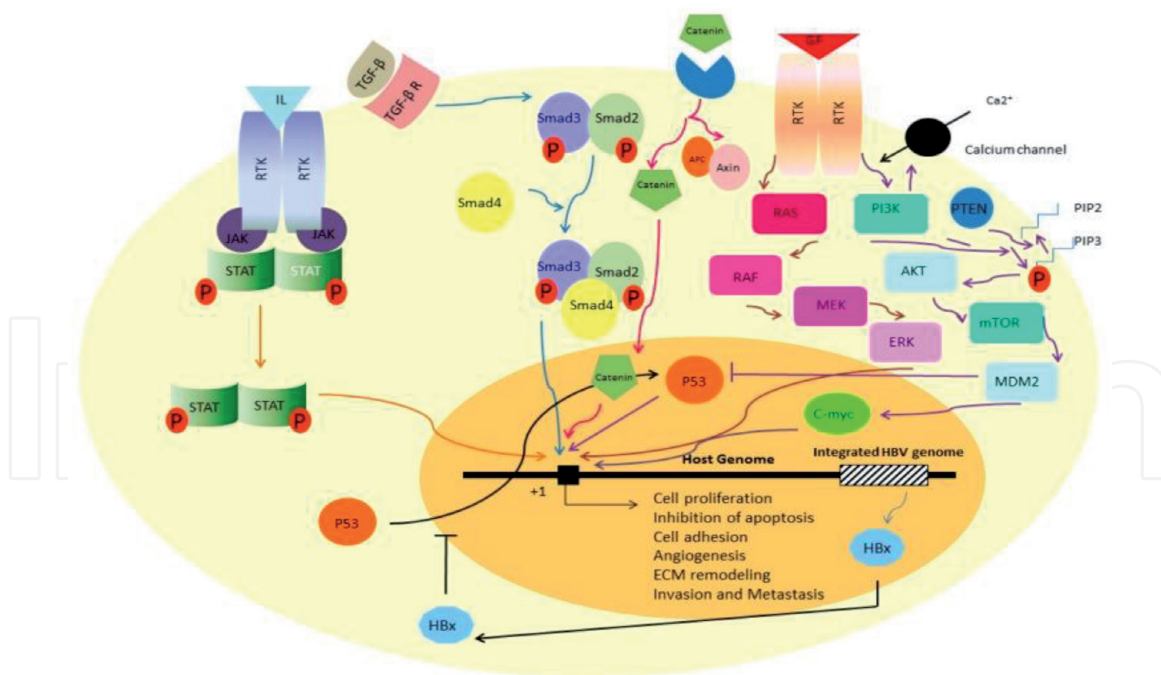 Catenin
GF
TGF-β
TGF-β R
IL
RTK
RTK
RTK
RTK
Ca²⁺
Calcium channel
Smad3
Smad2
P
P
APC
Axin
Catenin
Smad4
JAK
JAK
STAT
STAT
P
P
RAS
PI3K
PTEN
PIP2
PIP3
P
RAF
AKT
MEK
mTOR
ERK
Smad3
Smad2
P
P
Smad4
Catenin
P53
MDM2
C-myc
STAT
STAT
P
P
Host Genome
Integrated HBV genome
+1
Cell proliferation
Inhibition of apoptosis
Cell adhesion
Angiogenesis
ECM remodeling
Invasion and Metastasis
P53
HBx
HBx